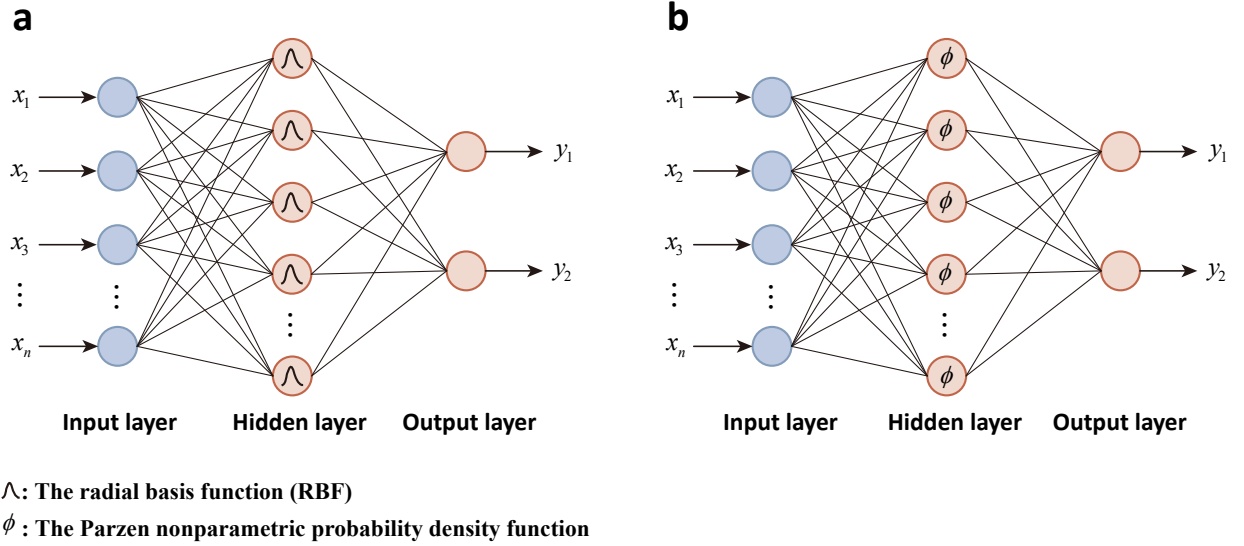 a
b
x1
x2
x3
⋮ ⋮
xn
y1
y2
⋮
Input layer Hidden layer Output layer
x1
x2
x3
⋮ ⋮
xn
ϕ
ϕ
ϕ
ϕ
⋮
ϕ
y1
y2
Input layer Hidden layer Output layer
: The radial basis function (RBF)
ϕ : The Parzen nonparametric probability density function